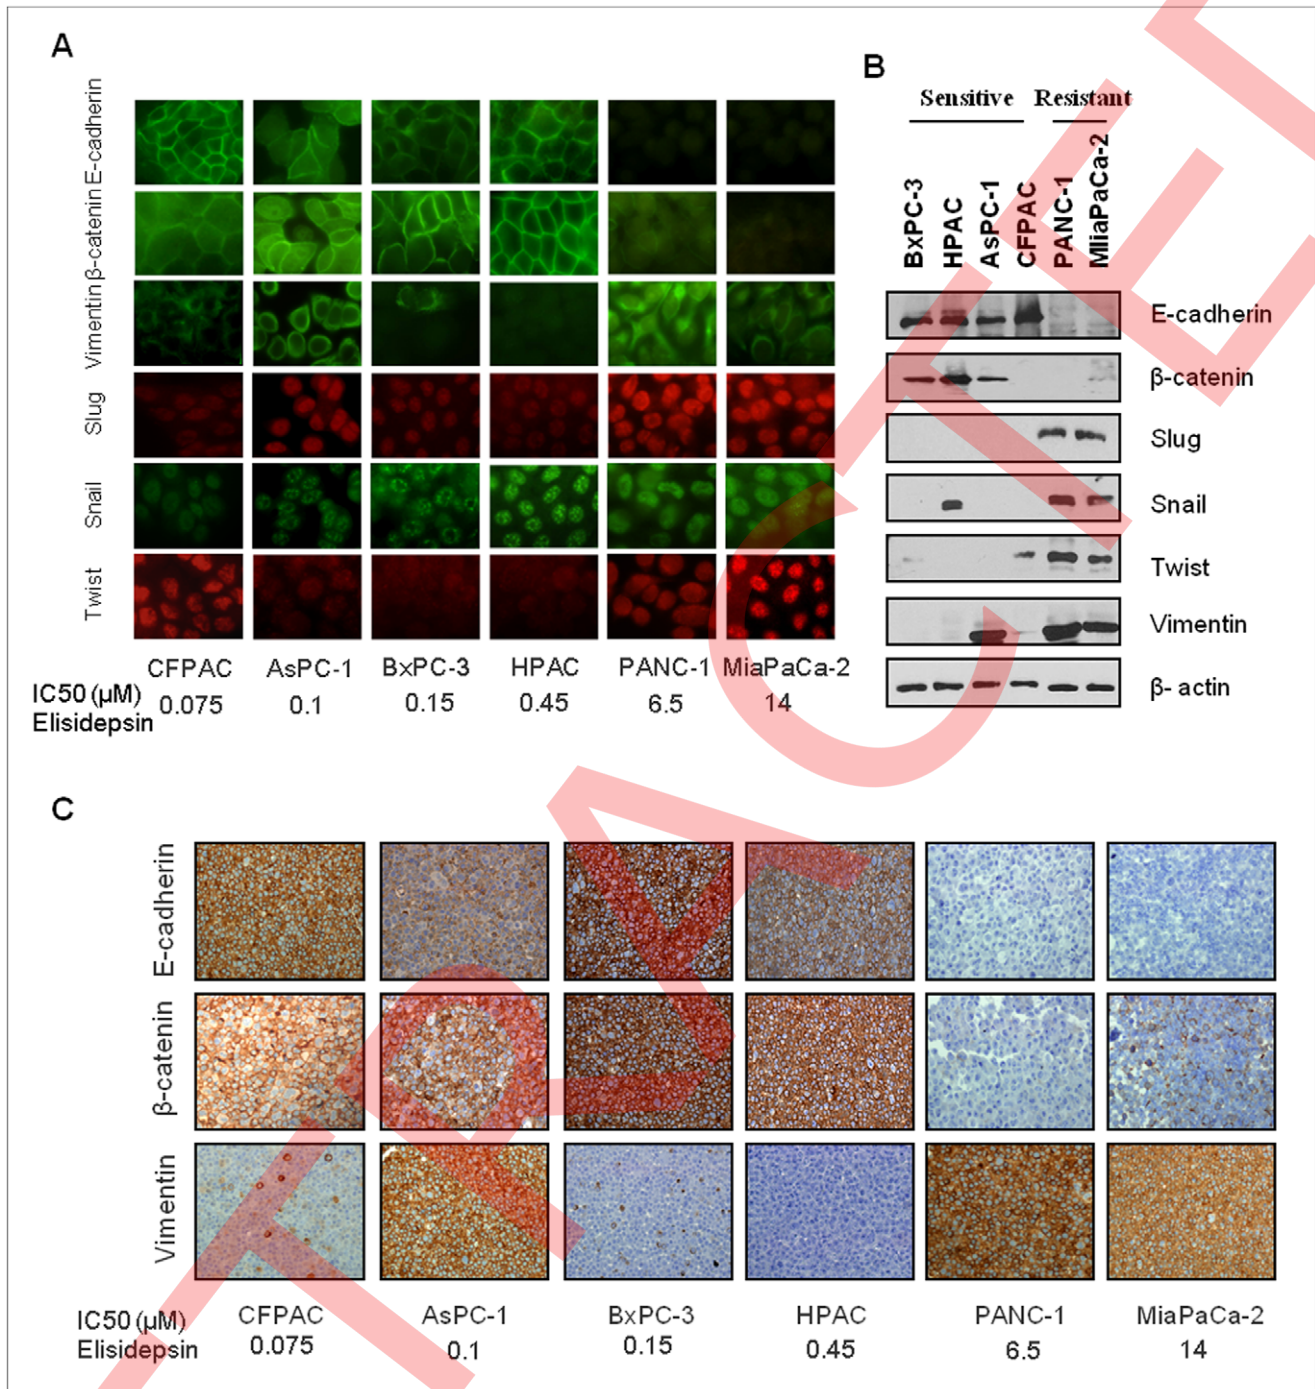 A
E-cadherin
β-catenin
Vimentin
Slug
Snail
Twist
CFPAC AsPC-1 BxPC-3 HPAC PANC-1 MiaPaCa-2
IC50 (µM) 0.075 0.1 0.15 0.45 6.5 14
Elisidepsin
B
Sensitive Resistant
BxPC-3
HPAC
AsPC-1
CFPAC
PANC-1
MIiaPaCa-2
E-cadherin
β-catenin
Slug
Snail
Twist
Vimentin
β- actin
C
E-cadherin
β-catenin
Vimentin
CFPAC AsPC-1 BxPC-3 HPAC PANC-1 MiaPaCa-2
IC50 (µM) 0.075 0.1 0.15 0.45 6.5 14
Elisidepsin